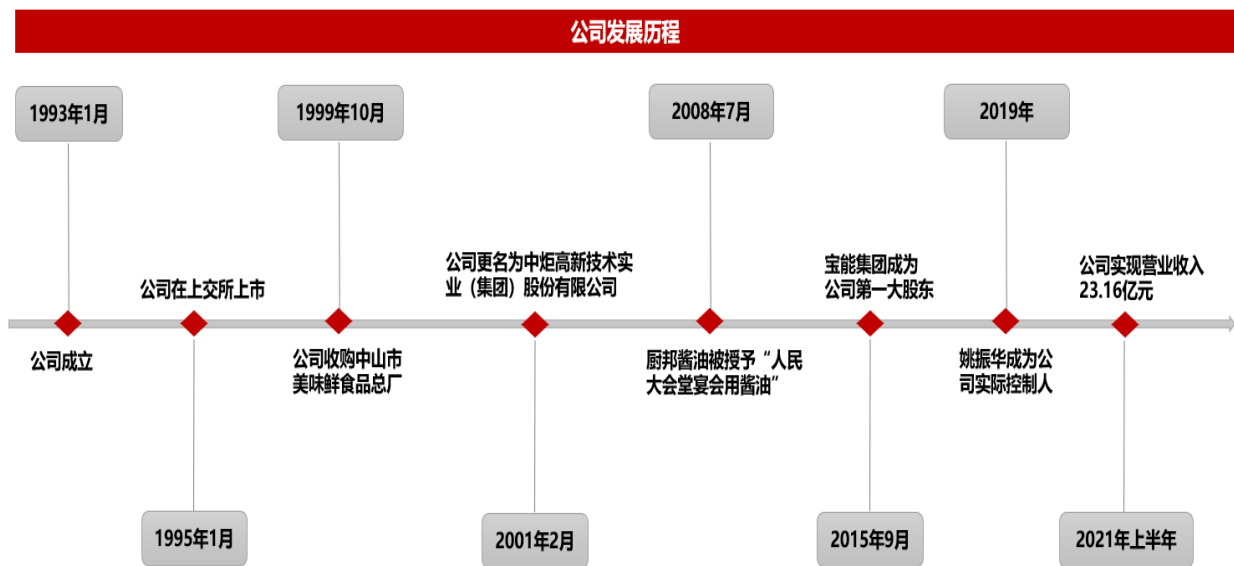 公司发展历程
1993年1月
公司成立
1995年1月
公司在上交所上市
1999年10月
公司收购中山市
美味鲜食品总厂
2001年2月
公司更名为中炬高新技术实
业（集团）股份有限公司
2008年7月
厨邦酱油被授予“人民
大会堂宴会用酱油”
2015年9月
宝能集团成为
公司第一大股东
2019年
姚振华成为公
司实际控制人
2021年上半年
公司实现营业收入
23.16亿元